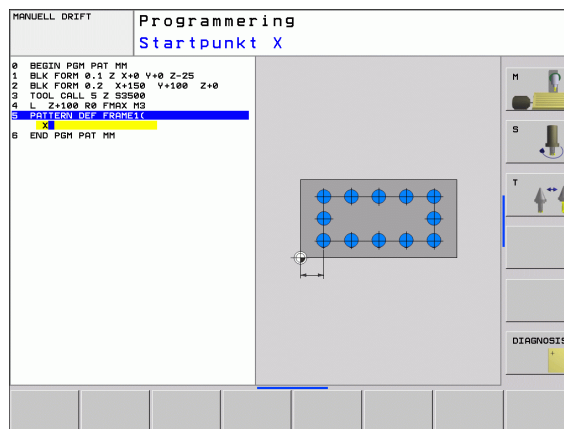 MANUELL DRIFT
Programmering
Startpunkt X
0 BEGIN PGM PAT MM
1 BLK FORM 0.1 Z X+0 Y+0 Z-25
2 BLK FORM 0.2 X+150 Y+100 Z+0
3 TOOL CALL 5 Z S3500
4 L Z+100 R0 FMAX M3
5 PATTERN DEF FRAME1(
X
6 END PGM PAT MM
M
S
T
DIAGNOSIS